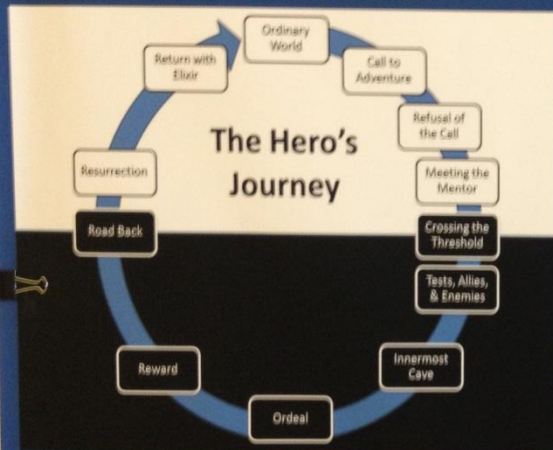 Ordinary
World
Call to
Adventure
Refusal of
the Call
Meeting the
Mentor
Crossing the
Threshold
Tests, Allies,
& Enemies
Innermost
Cave
Ordeal
Reward
Road Back
Resurrection
Return with
Elixir
The Hero's
Journey